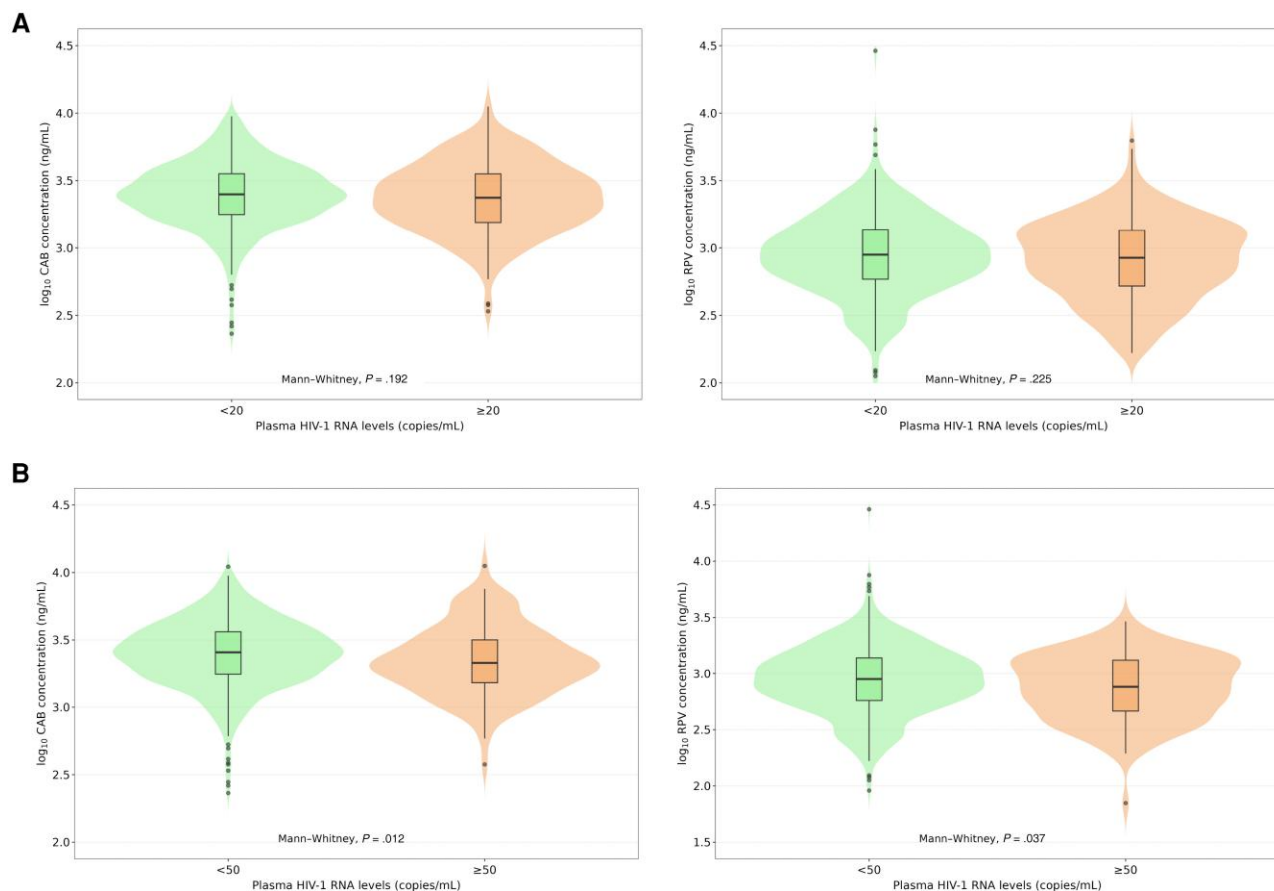 A
4.5
4.0
3.5
3.0
2.5
2.0
log₁₀ CAB concentration (ng/mL)
Mann–Whitney, P = .192
<20
≥20
Plasma HIV-1 RNA levels (copies/mL)
4.5
4.0
3.5
3.0
2.5
2.0
log₁₀ RPV concentration (ng/mL)
Mann–Whitney, P = .225
<20
≥20
Plasma HIV-1 RNA levels (copies/mL)
B
4.5
4.0
3.5
3.0
2.5
2.0
log₁₀ CAB concentration (ng/mL)
Mann–Whitney, P = .012
<50
≥50
Plasma HIV-1 RNA levels (copies/mL)
4.5
4.0
3.5
3.0
2.5
2.0
1.5
log₁₀ RPV concentration (ng/mL)
Mann–Whitney, P = .037
<50
≥50
Plasma HIV-1 RNA levels (copies/mL)